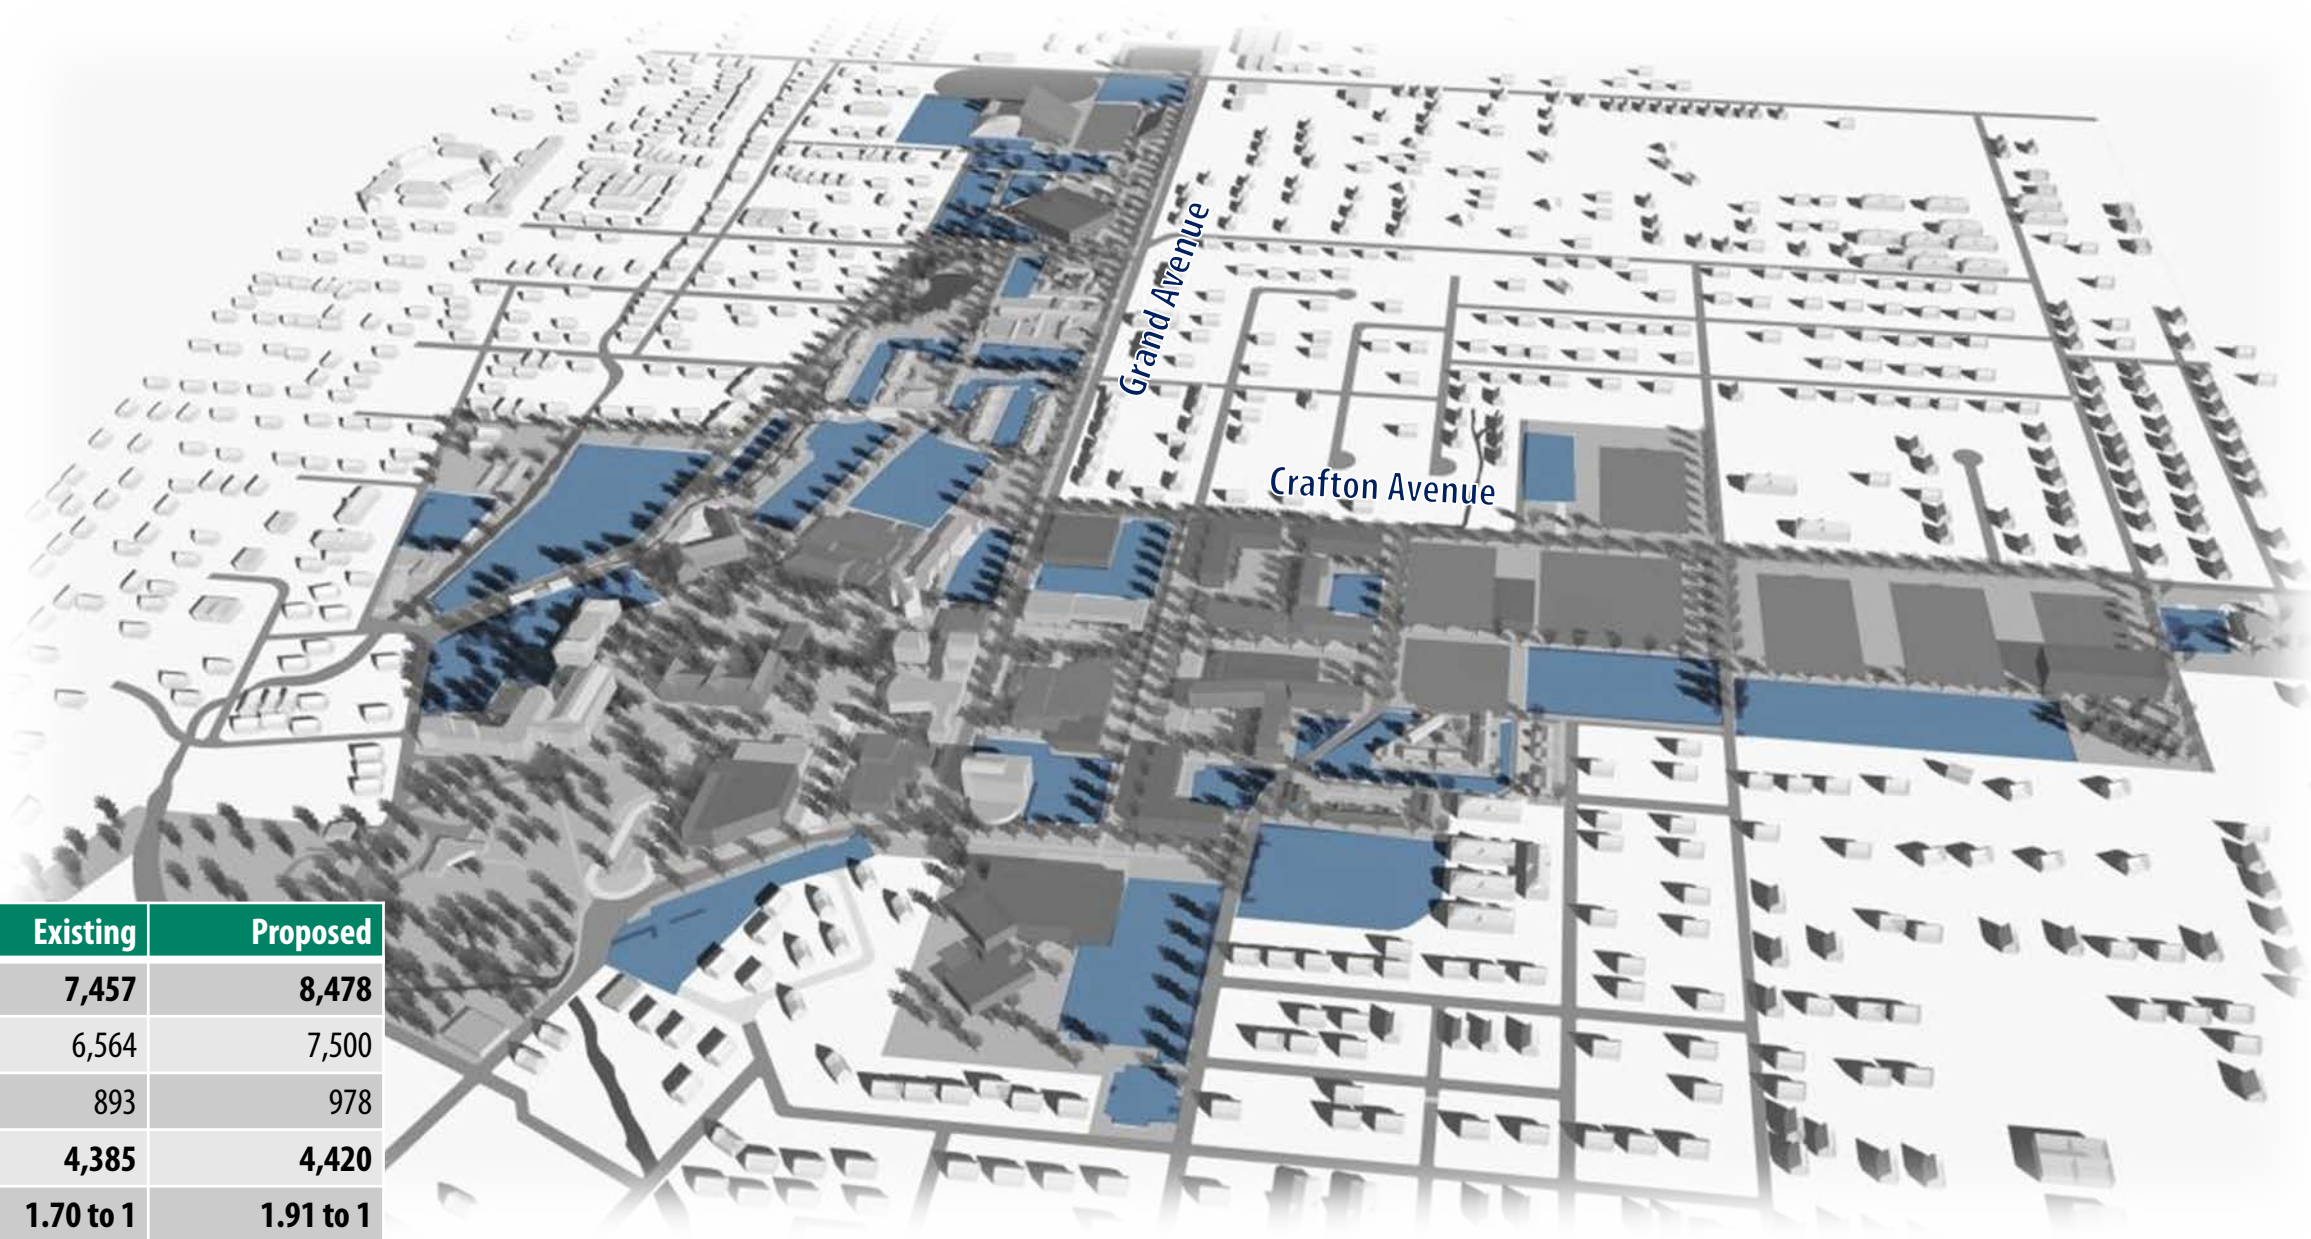 Grand Avenue
Crafton Avenue
Existing Proposed
7,457 8,478
6,564 7,500
893 978
4,385 4,420
1.70 to 1 1.91 to 1